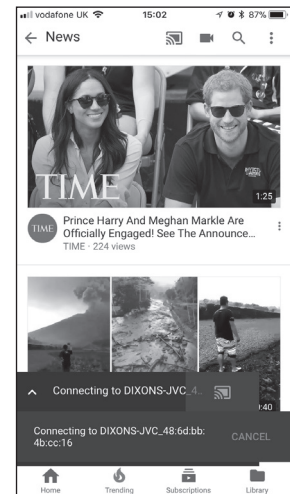 vodafone UK 15:02 87%
News
TIME
1:25
TIME
Prince Harry And Meghan Markle Are
Officially Engaged! See The Announce...
TIME · 224 views
Connecting to DIXONS-JVC_4..
0:40
Connecting to DIXONS-JVC_48:6d:bb:
4b:cc:16
CANCEL
Home Trending Subscriptions Library